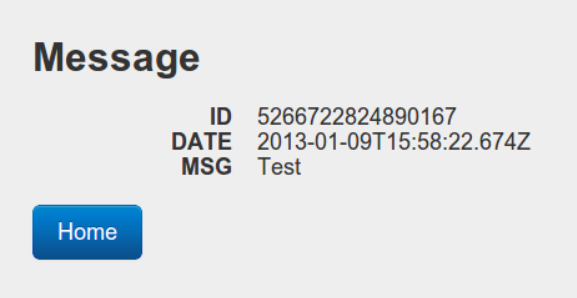 Message
ID 5266722824890167
DATE 2013-01-09T15:58:22.674Z
MSG Test
Home